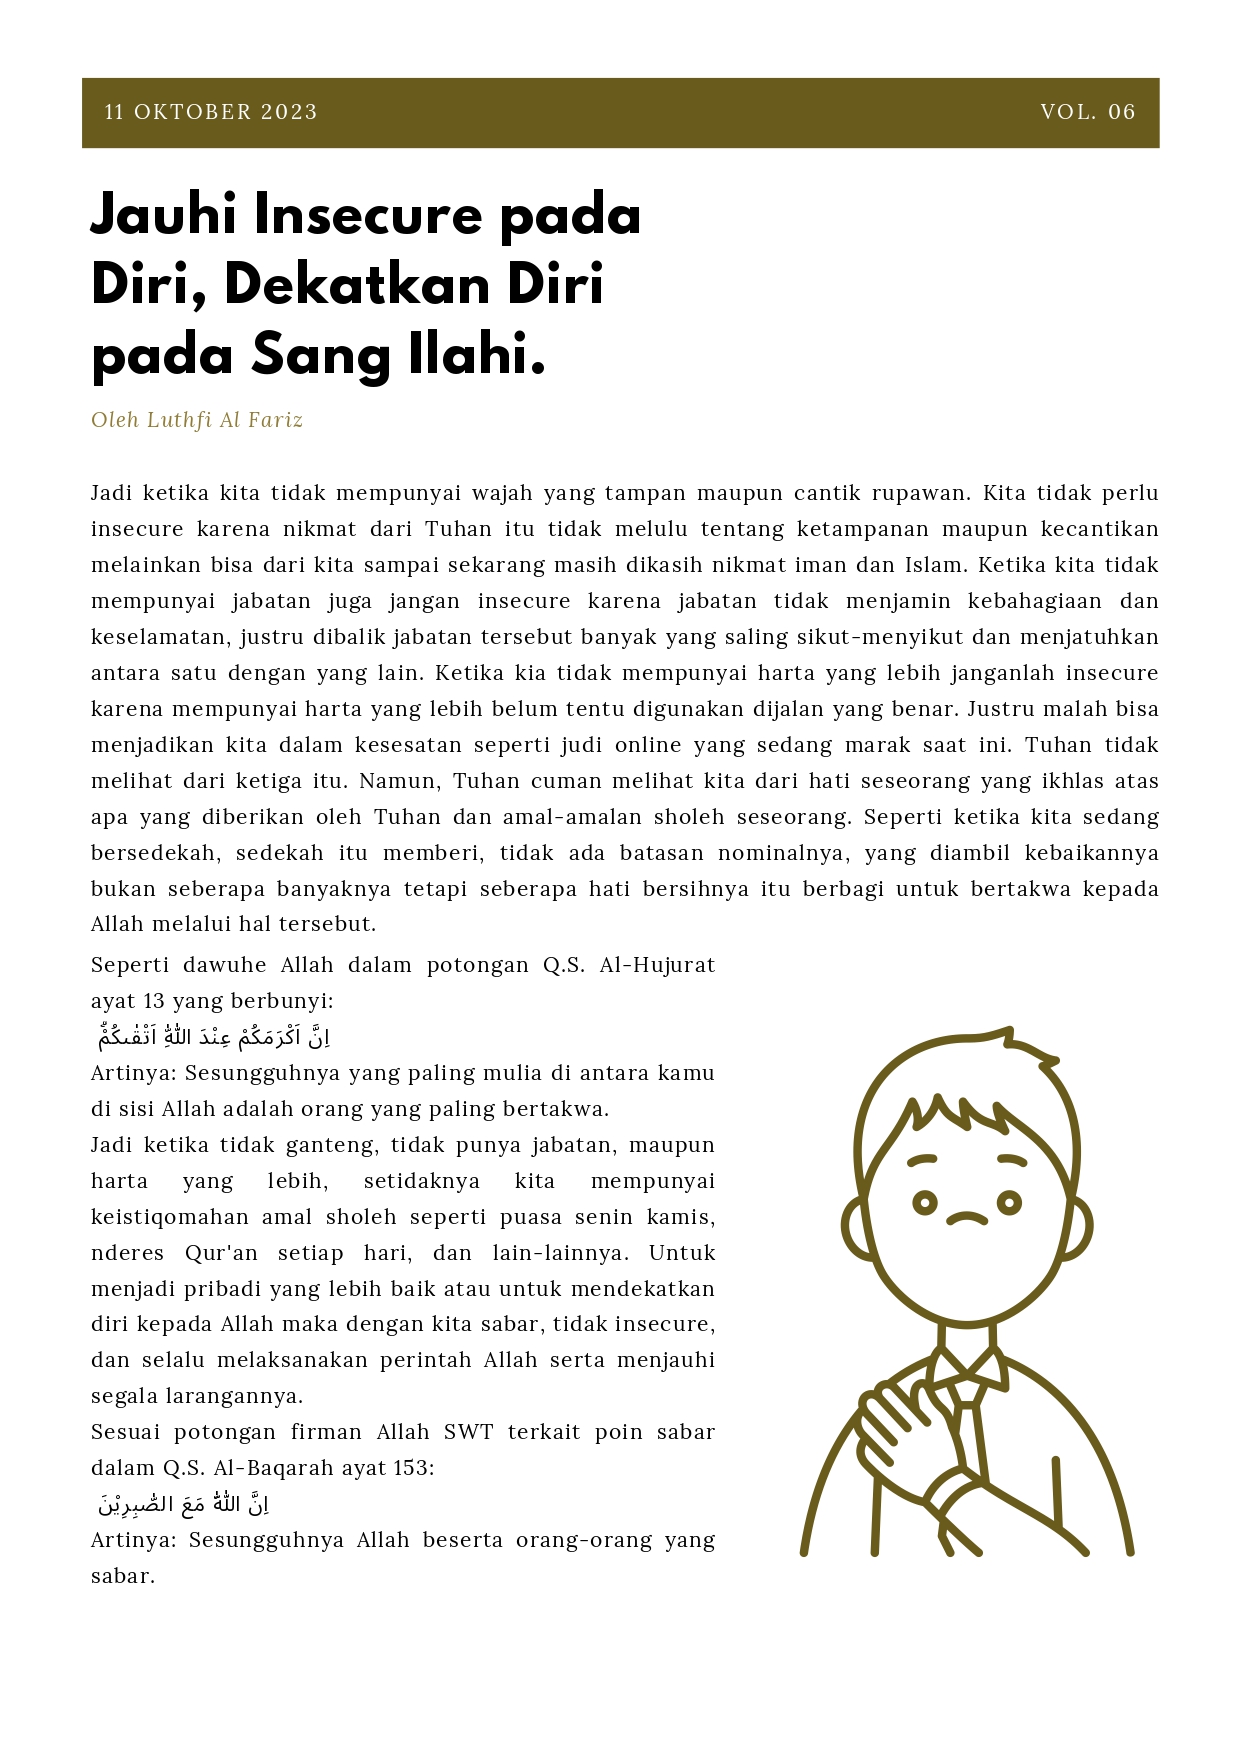 11 OKTOBER 2023
VOL. 06
Jauhi Insecure pada
Diri, Dekatkan Diri
pada Sang Ilahi.
Oleh Luthfi Al Fariz
Jadi ketika kita tidak mempunyai wajah yang tampan maupun cantik rupawan. Kita tidak perlu
insecure karena nikmat dari Tuhan itu tidak melulu tentang ketampanan maupun kecantikan
melainkan bisa dari kita sampai sekarang masih dikasih nikmat iman dan Islam. Ketika kita tidak
mempunyai jabatan juga jangan insecure karena jabatan tidak menjamin kebahagiaan dan
keselamatan, justru dibalik jabatan tersebut banyak yang saling sikut-menyikut dan menjatuhkan
antara satu dengan yang lain. Ketika kia tidak mempunyai harta yang lebih janganlah insecure
karena mempunyai harta yang lebih belum tentu digunakan dijalan yang benar. Justru malah bisa
menjadikan kita dalam kesesatan seperti judi online yang sedang marak saat ini. Tuhan tidak
melihat dari ketiga itu. Namun, Tuhan cuman melihat kita dari hati seseorang yang ikhlas atas
apa yang diberikan oleh Tuhan dan amal-amalan sholeh seseorang. Seperti ketika kita sedang
bersedekah, sedekah itu memberi, tidak ada batasan nominalnya, yang diambil kebaikannya
bukan seberapa banyaknya tetapi seberapa hati bersihnya itu berbagi untuk bertakwa kepada
Allah melalui hal tersebut.
Seperti dawuhe Allah dalam potongan Q.S. Al-Hujurat
ayat 13 yang berbunyi:
اِنَّ اَكْرَمَكُمْ عِنْدَ اللّٰهِ اَتْقٰىكُمْۗ
Artinya: Sesungguhnya yang paling mulia di antara kamu
di sisi Allah adalah orang yang paling bertakwa.
Jadi ketika tidak ganteng, tidak punya jabatan, maupun
harta yang lebih, setidaknya kita mempunyai
keistiqomahan amal sholeh seperti puasa senin kamis,
nderes Qur'an setiap hari, dan lain-lainnya. Untuk
menjadi pribadi yang lebih baik atau untuk mendekatkan
diri kepada Allah maka dengan kita sabar, tidak insecure,
dan selalu melaksanakan perintah Allah serta menjauhi
segala larangannya.
Sesuai potongan firman Allah SWT terkait poin sabar
dalam Q.S. Al-Baqarah ayat 153:
اِنَّ اللّٰهَ مَعَ الصّٰبِرِيْنَ
Artinya: Sesungguhnya Allah beserta orang-orang yang
sabar.